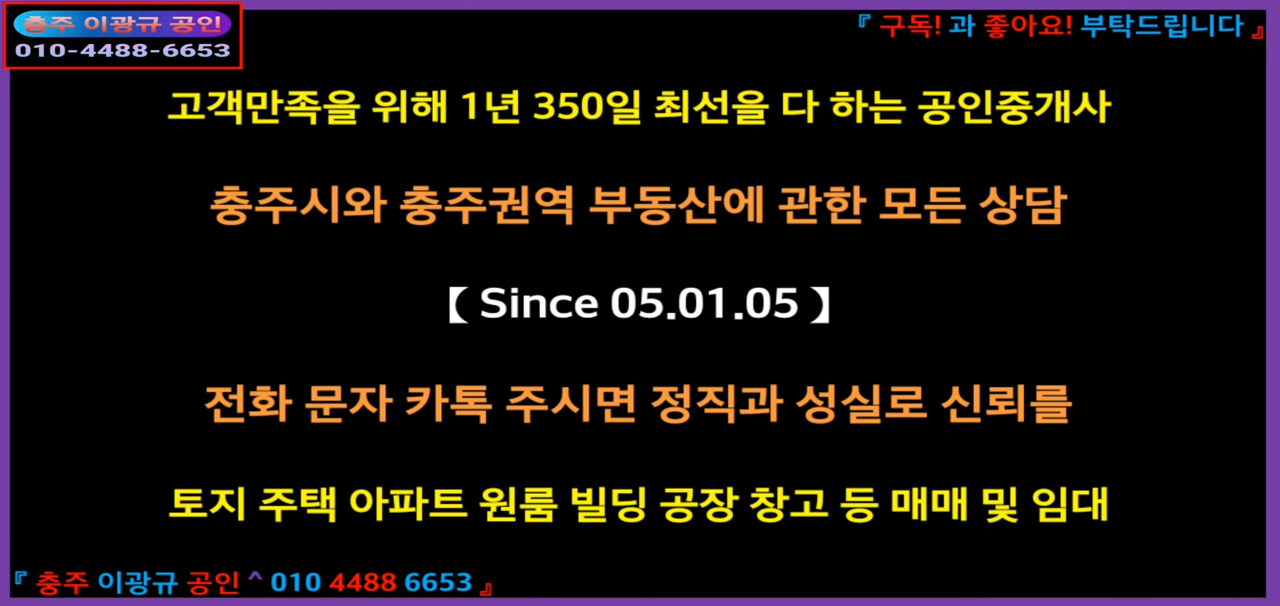 충주 이광규 공인
010-4488-6653
『 구독! 과 좋아요! 부탁드립니다 』
고객만족을 위해 1년 350일 최선을 다 하는 공인중개사
충주시와 충주권역 부동산에 관한 모든 상담
【 Since 05.01.05 】
전화 문자 카톡 주시면 정직과 성실로 신뢰를
토지 주택 아파트 원룸 빌딩 공장 창고 등 매매 및 임대
『 충주 이광규 공인 ^ 010 4488 6653 』